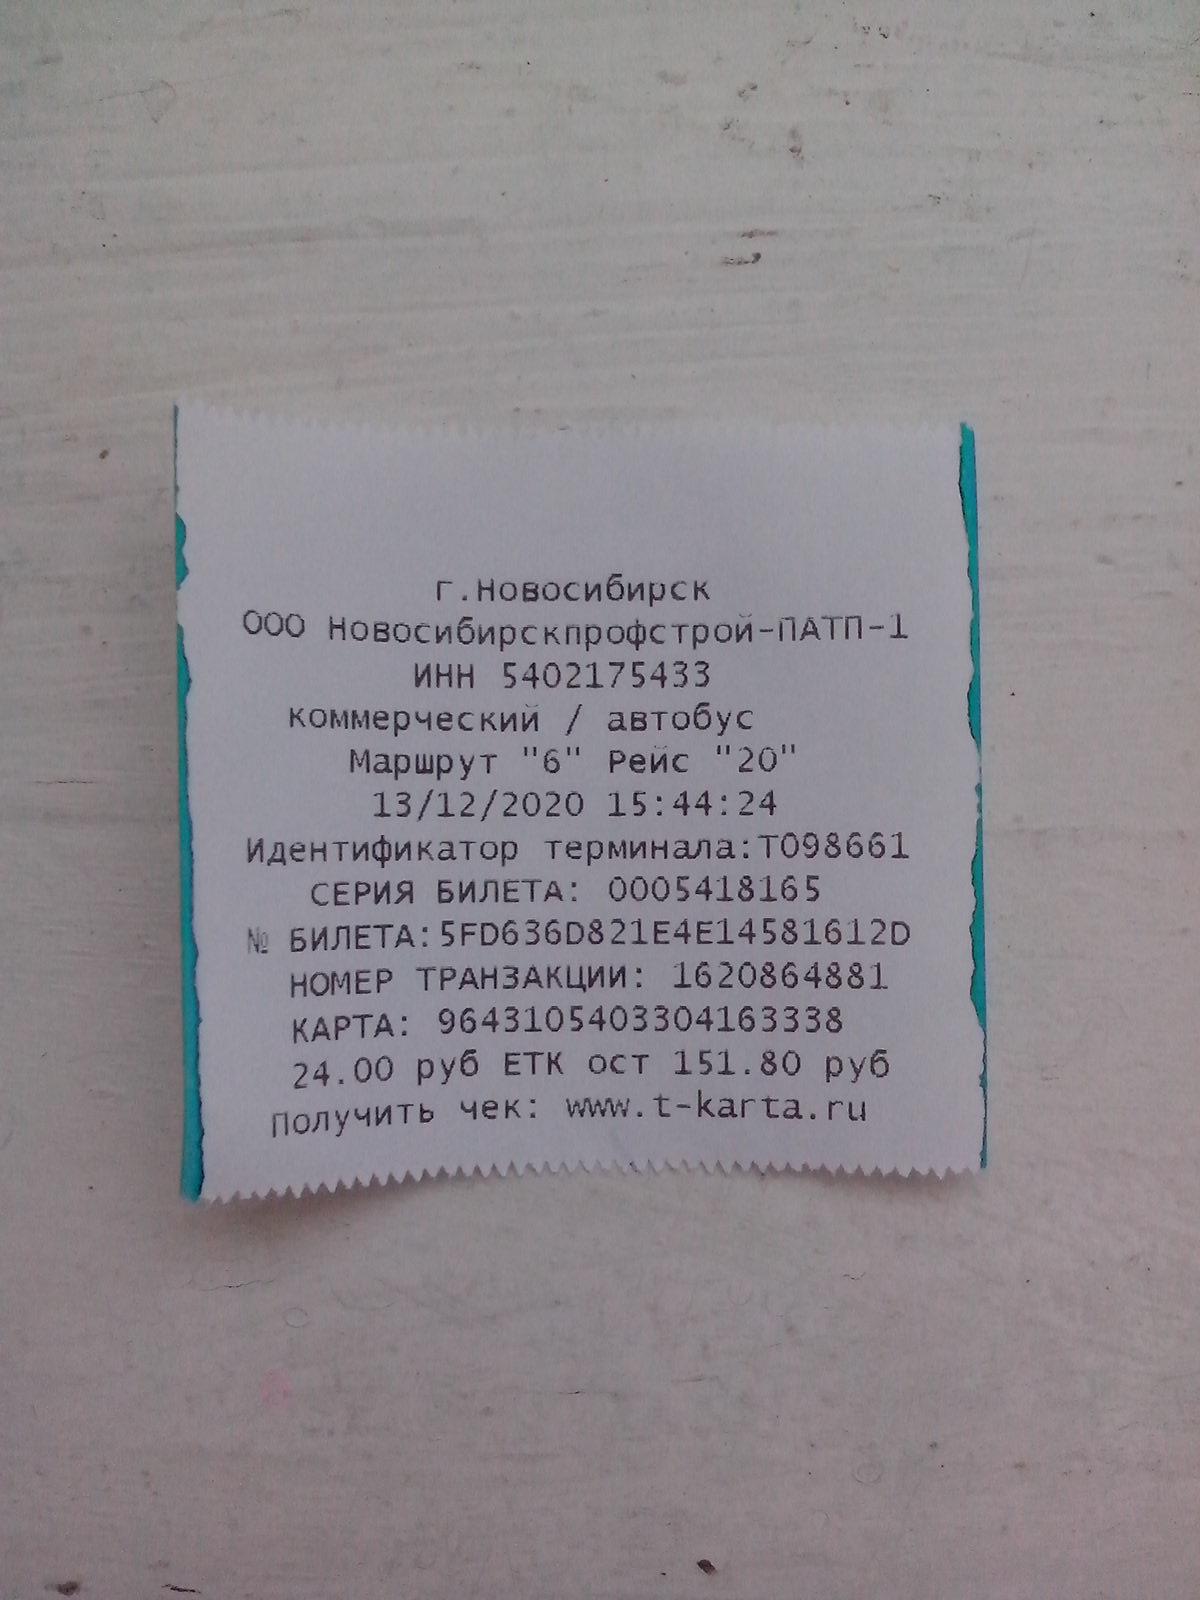 г.Новосибирск
ООО Новосибирскпрофстрой-ПАТП-1
ИНН 5402175433
коммерческий / автобус
Маршрут "6" Рейс "20"
13/12/2020 15:44:24
Идентификатор терминала:Т098661
СЕРИЯ БИЛЕТА: 0005418165
№ БИЛЕТА:5FD636D821E4E14581612D
НОМЕР ТРАНЗАКЦИИ: 1620864881
КАРТА: 9643105403304163338
24.00 руб ЕТК ост 151.80 руб
Получить чек: www.t-karta.ru